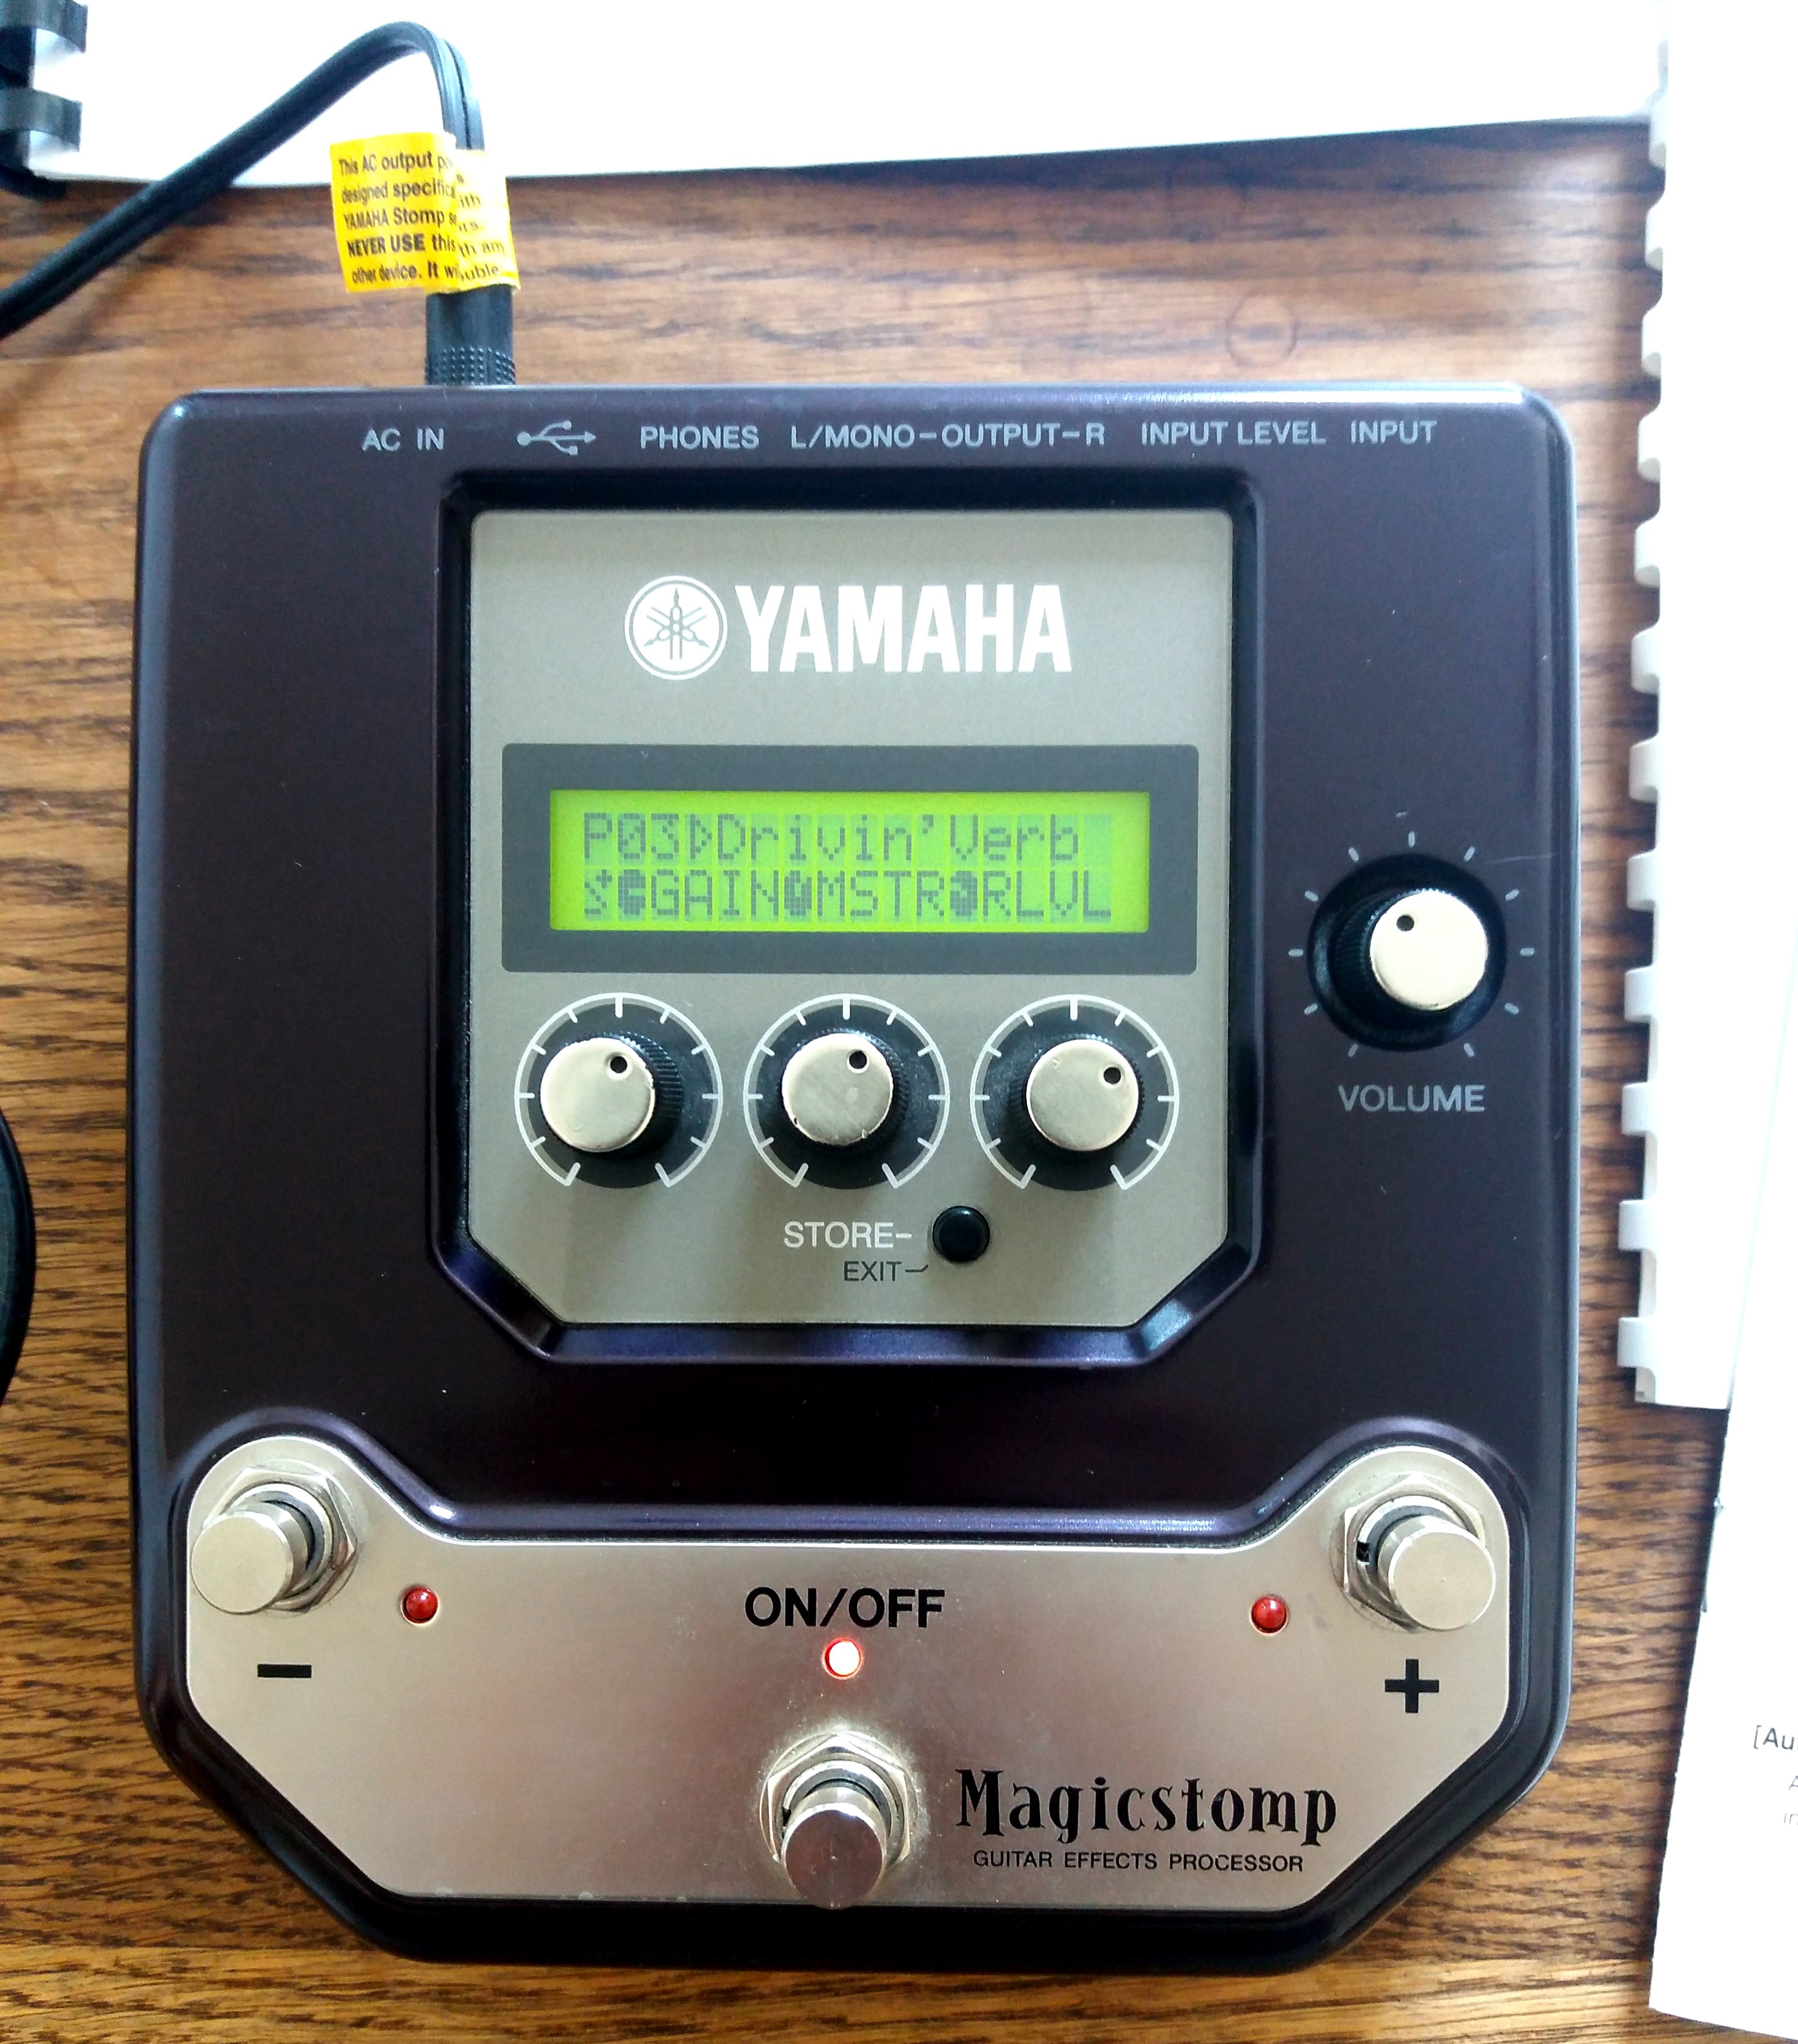 This AC output
designed
YAMAHA Stomp
NEVER USE this
other device. It
AC IN PHONES L/MONO-OUTPUT-R INPUT LEVEL INPUT
YAMAHA
P03 Drivin'Verb
GAIN MSTR RLVL
VOLUME
STORE-
EXIT
ON/OFF
- +
Magicstomp
GUITAR EFFECTS PROCESSOR